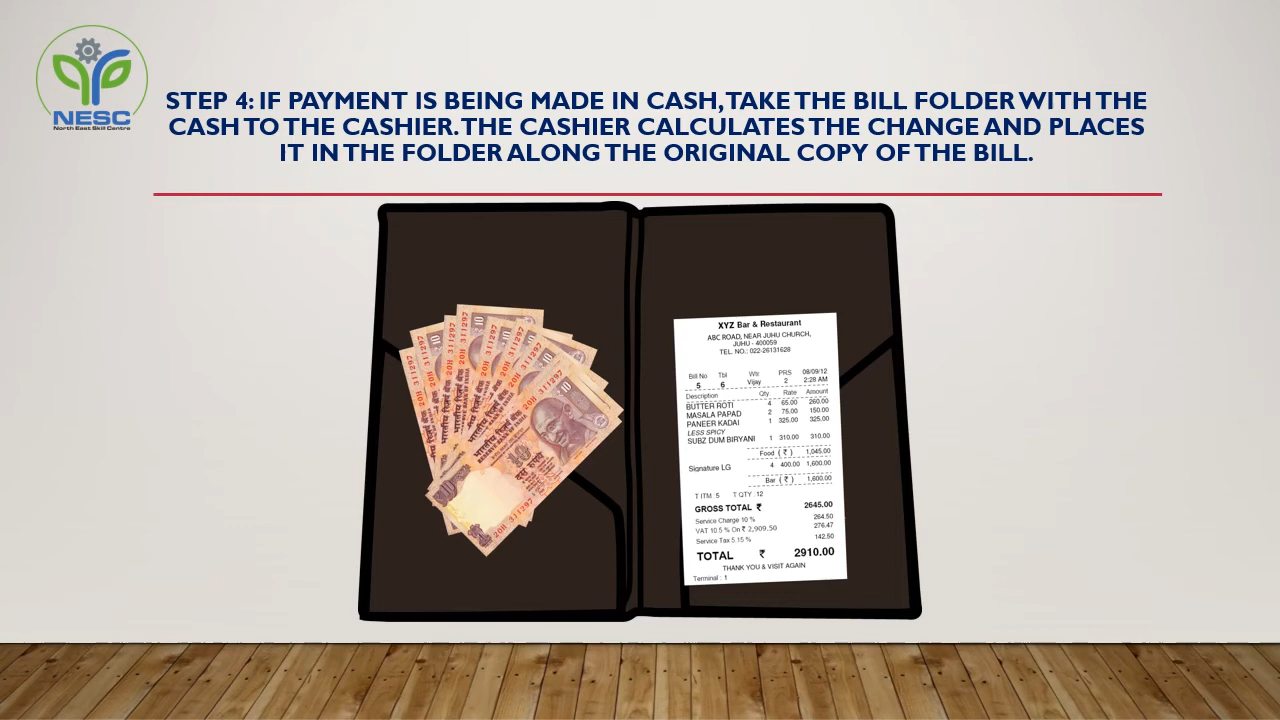 NESC
North East Skill Centre
STEP 4: IF PAYMENT IS BEING MADE IN CASH, TAKE THE BILL FOLDER WITH THE
CASH TO THE CASHIER. THE CASHIER CALCULATES THE CHANGE AND PLACES
IT IN THE FOLDER ALONG THE ORIGINAL COPY OF THE BILL.
20H 311297
भारतीय रिज़र्व बैंक
10
XYZ Bar & Restaurant
ABC ROAD, NEAR JUHU CHURCH,
JUHU - 400059
TEL. NO.: 022-26131628
Bill No Tbl Wtr PRS 08/09/12
5 6 Vijay 2 2:28 AM
Description Qty Rate Amount
BUTTER ROTI 4 65.00 260.00
MASALA PAPAD 2 75.00 150.00
PANEER KADAI 1 325.00 325.00
LESS SPICY
SUBZ DUM BIRYANI 1 310.00 310.00
Food ( ₹ ) 1,045.00
Signature LG 4 400.00 1,600.00
Bar ( ₹ ) 1,600.00
T ITM 5 T QTY 12
GROSS TOTAL ₹ 2645.00
Service Charge 10 % 264.50
VAT 10.5 % On ₹ 2,909.50 276.47
Service Tax 5.15 % 142.50
TOTAL ₹ 2910.00
THANK YOU & VISIT AGAIN
Terminal : 1